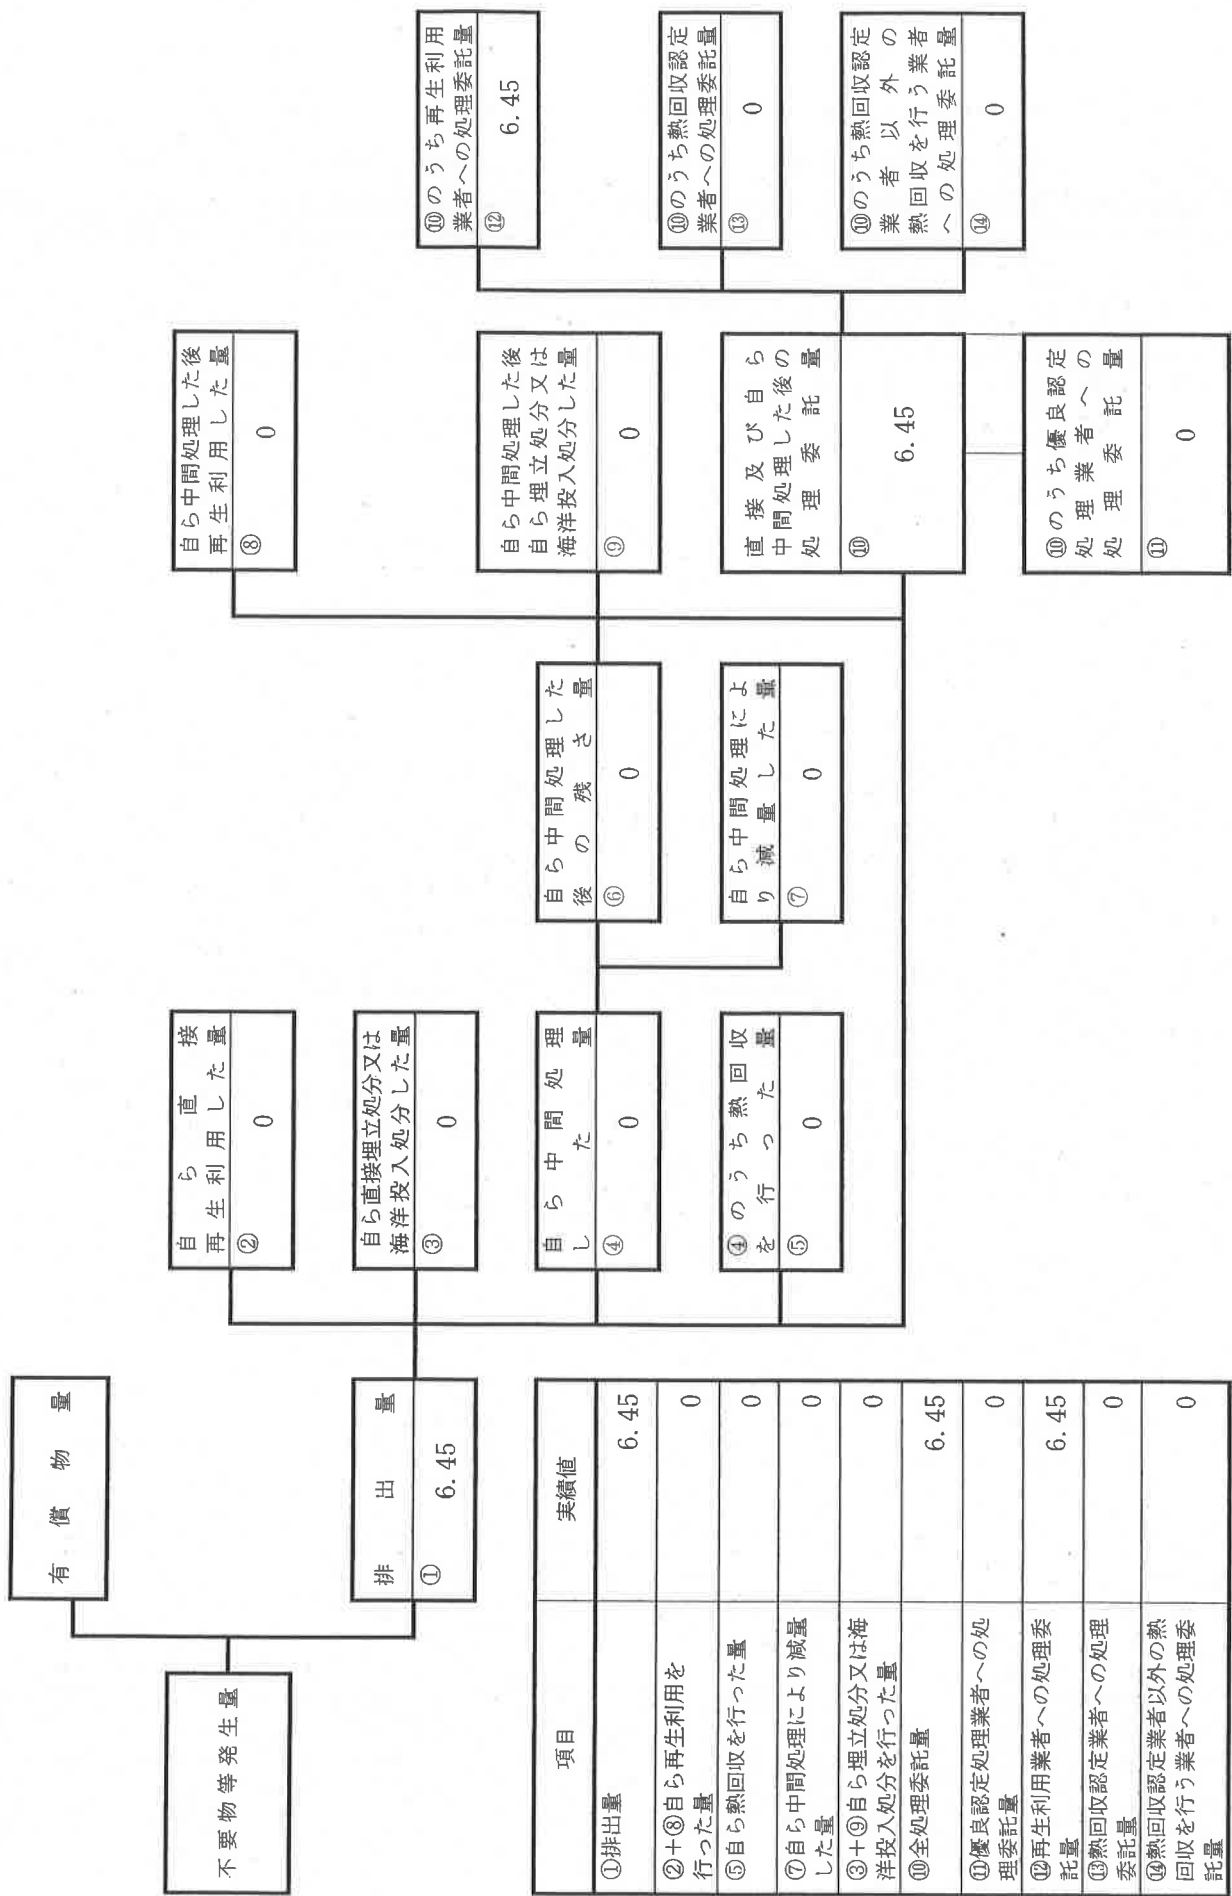 不要物等発生量
有償物量
排出量
① 6.45
自ら直接
再生利用した量
② 0
自ら直接埋立処分又は
海洋投入処分した量
③ 0
自ら中間処理
した量
④ 0
④のうち熱回収
を行った量
⑤ 0
自ら中間処理した
後の残さ量
⑥ 0
自ら中間処理によ
り減量した量
⑦ 0
自ら中間処理した後
再生利用した量
⑧ 0
自ら中間処理した後
自ら埋立処分又は
海洋投入処分した量
⑨ 0
直接及び自ら
中間処理した後の
処理委託量
⑩ 6.45
⑩のうち優良認定
処理業者への
処理委託量
⑪ 0
⑩のうち再生利用
業者への処理委託量
⑫ 6.45
⑩のうち熱回収認定
業者への処理委託量
⑬ 0
⑩のうち熱回収認定
業者以外の
熱回収を行う業者
への処理委託量
⑭ 0
項目 実績値
①排出量 6.45
②+⑧自ら再生利用を
行った量 0
⑤自ら熱回収を行った量 0
⑦自ら中間処理により減量
した量 0
③+⑨自ら埋立処分又は海
洋投入処分を行った量 0
⑩全処理委託量 6.45
⑪優良認定処理業者への処
理委託量 0
⑫再生利用業者への処理委
託量 6.45
⑬熱回収認定業者への処理
委託量 0
⑭熱回収認定業者以外の熱
回収を行う業者への処理委
託量 0